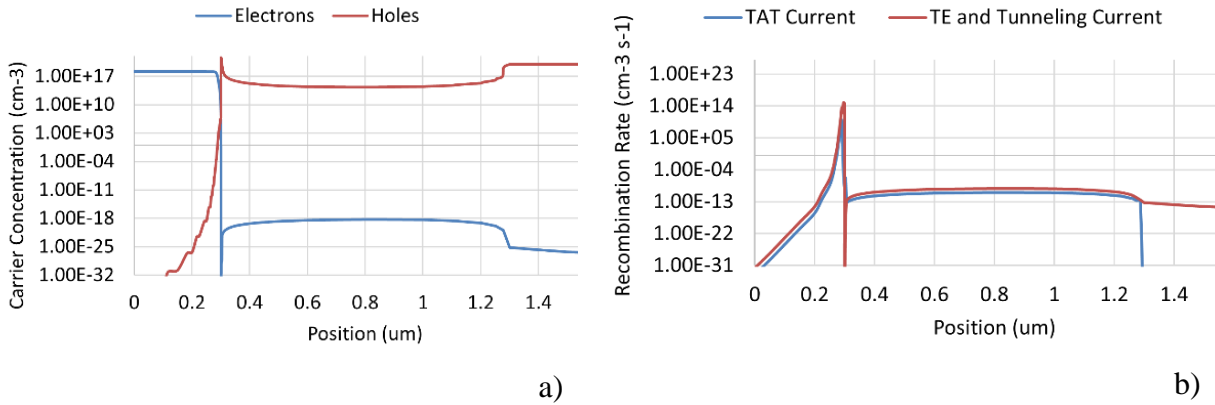 Electrons Holes
Carrier Concentration (cm-3)
1.00E+17
1.00E+10
1.00E+03
1.00E-04
1.00E-11
1.00E-18
1.00E-25
1.00E-32
0 0.2 0.4 0.6 0.8 1 1.2 1.4
Position (um)
a)
TAT Current TE and Tunneling Current
Recombination Rate (cm-3 s-1)
1.00E+23
1.00E+14
1.00E+05
1.00E-04
1.00E-13
1.00E-22
1.00E-31
0 0.2 0.4 0.6 0.8 1 1.2 1.4
Position (um)
b)